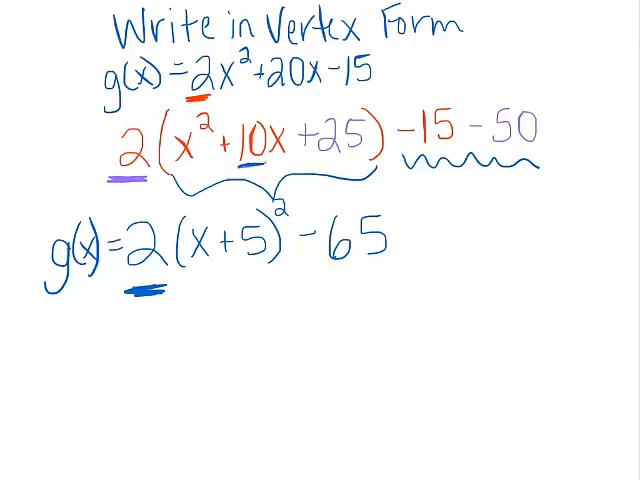 Write in Vertex Form
g(x) = 2x² + 20x - 15
2(x² + 10x + 25) - 15 - 50
g(x) = 2(x + 5)² - 65